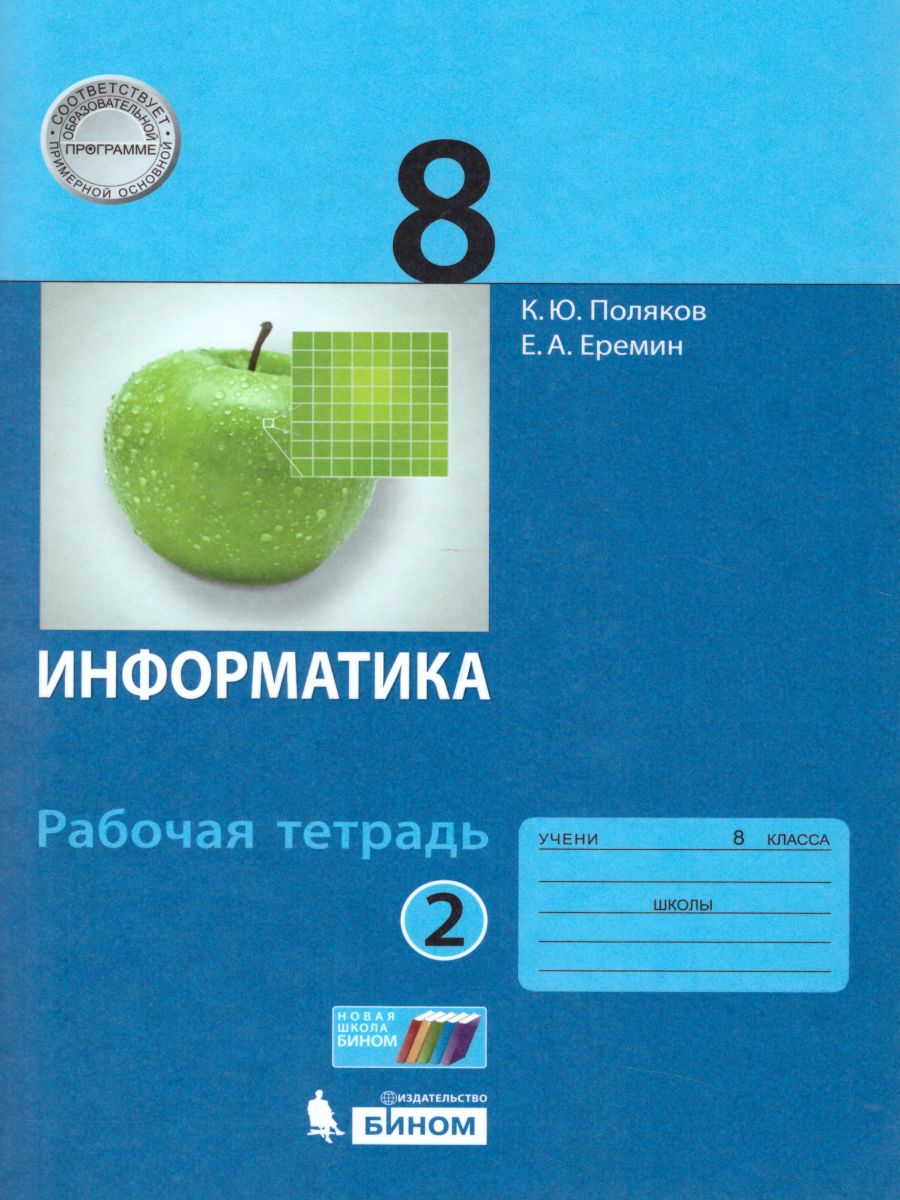 СООТВЕТСТВУЕТ
ПРИМЕРНОЙ ОСНОВНОЙ
ОБРАЗОВАТЕЛЬНОЙ
ПРОГРАММЕ
8
К. Ю. Поляков
Е. А. Еремин
ИНФОРМАТИКА
Рабочая тетрадь
2
УЧЕНИ 8 КЛАССА
ШКОЛЫ
НОВАЯ
ШКОЛА
БИНОМ
ИЗДАТЕЛЬСТВО
БИНОМ